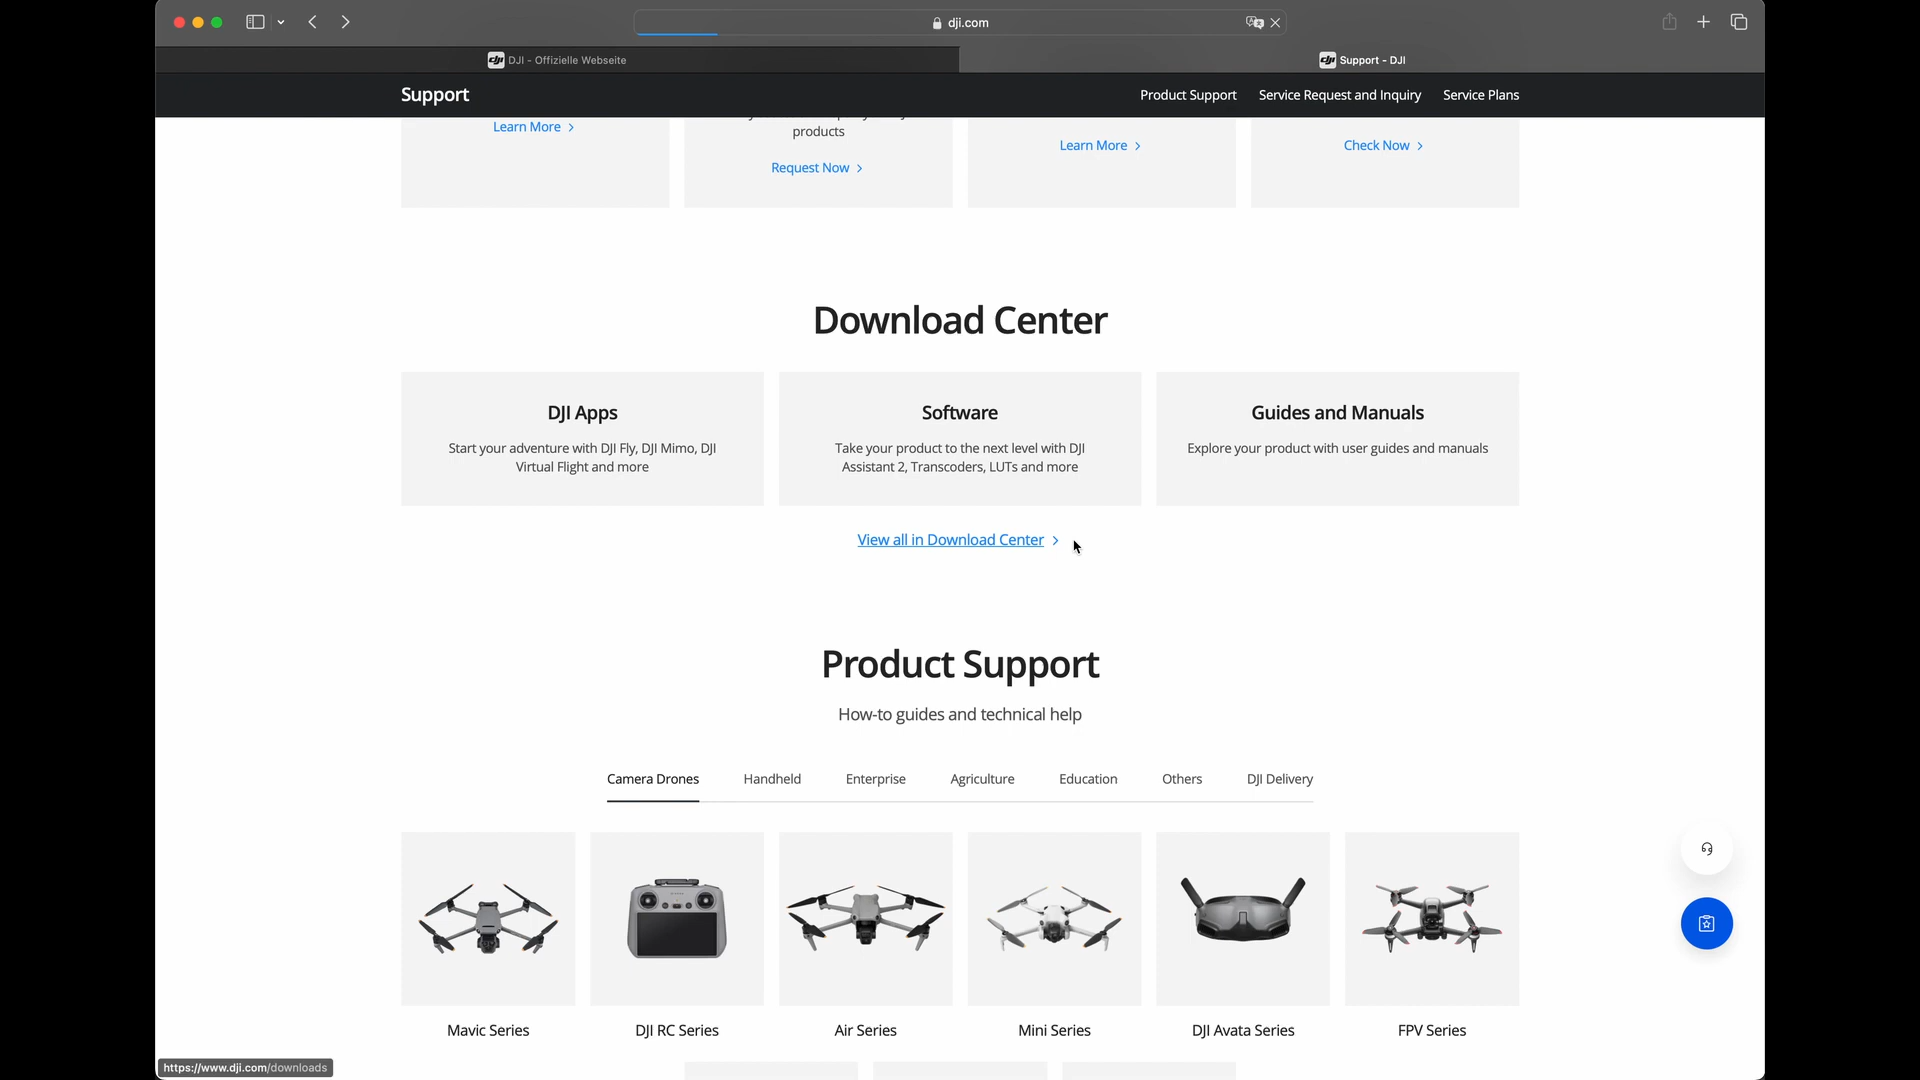 dji.com
DJI - Offizielle Webseite
Support - DJI
Support
Product Support
Service Request and Inquiry
Service Plans
Learn More
products
Request Now
Learn More
Check Now
Download Center
DJI Apps
Start your adventure with DJI Fly, DJI Mimo, DJI
Virtual Flight and more
Software
Take your product to the next level with DJI
Assistant 2, Transcoders, LUTs and more
Guides and Manuals
Explore your product with user guides and manuals
View all in Download Center
Product Support
How-to guides and technical help
Camera Drones
Handheld
Enterprise
Agriculture
Education
Others
DJI Delivery
Mavic Series
DJI RC Series
Air Series
Mini Series
DJI Avata Series
FPV Series
https://www.dji.com/downloads